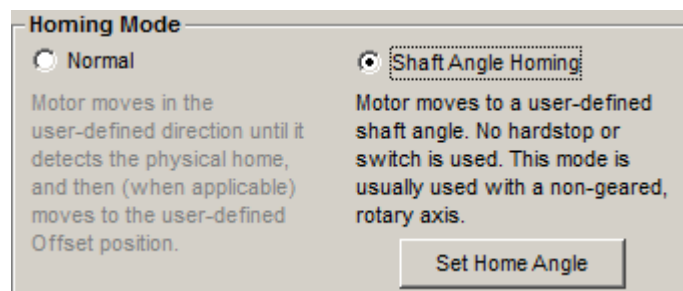 Homing Mode
Normal
Motor moves in the
user-defined direction until it
detects the physical home,
and then (when applicable)
moves to the user-defined
Offset position.
Shaft Angle Homing
Motor moves to a user-defined
shaft angle. No hardstop or
switch is used. This mode is
usually used with a non-geared,
rotary axis.
Set Home Angle